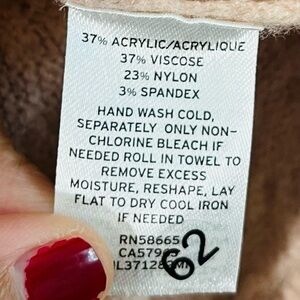 37% ACRYLIC/ACRYLIQUE
37% VISCOSE
23% NYLON
3% SPANDEX
HAND WASH COLD,
SEPARATELY ONLY NON-
CHLORINE BLEACH IF
NEEDED ROLL IN TOWEL TO
REMOVE EXCESS
MOISTURE, RESHAPE, LAY
FLAT TO DRY COOL IRON
IF NEEDED
RN58665
62